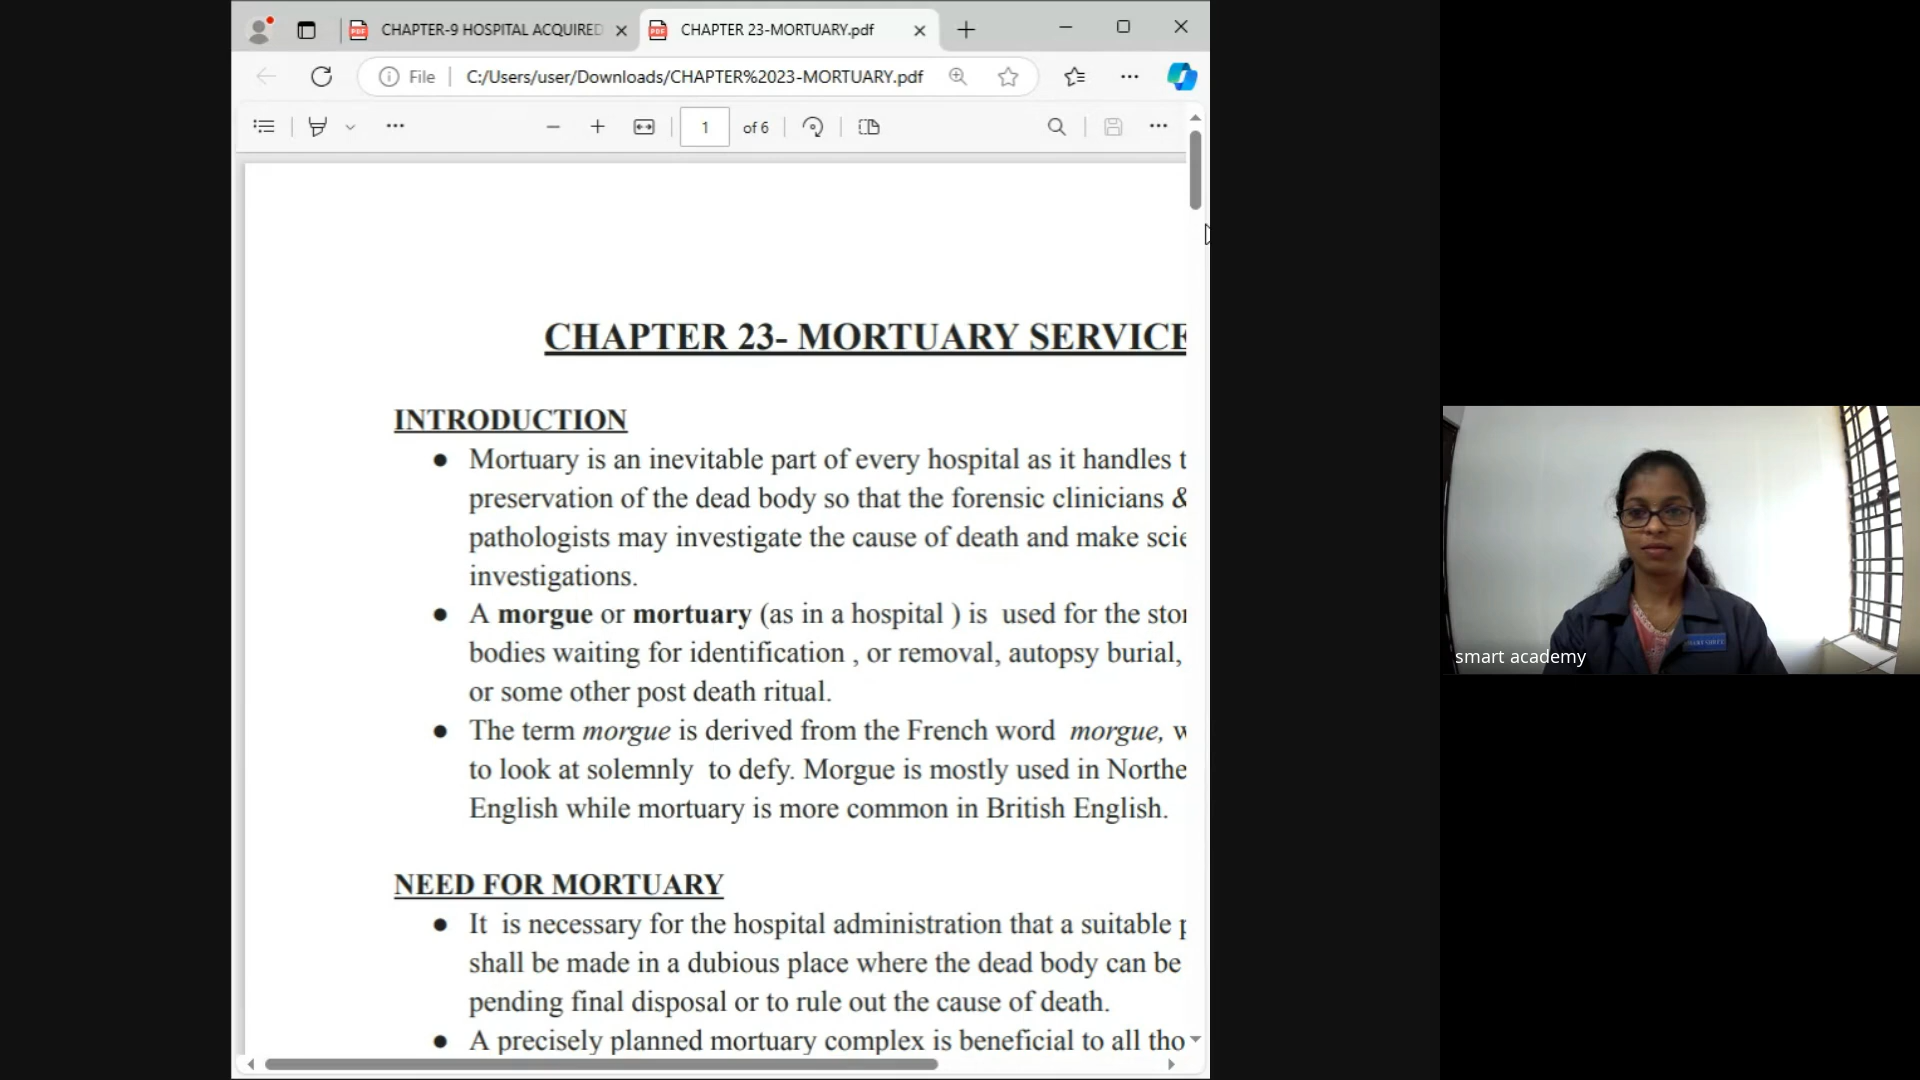 CHAPTER-9 HOSPITAL ACQUIRED
CHAPTER 23-MORTUARY.pdf
File
C:/Users/user/Downloads/CHAPTER%2023-MORTUARY.pdf
1 of 6
CHAPTER 23- MORTUARY SERVICE
INTRODUCTION
● Mortuary is an inevitable part of every hospital as it handles t
preservation of the dead body so that the forensic clinicians &
pathologists may investigate the cause of death and make scie
investigations.
● A morgue or mortuary (as in a hospital ) is used for the stor
bodies waiting for identification , or removal, autopsy burial,
or some other post death ritual.
● The term morgue is derived from the French word morgue, w
to look at solemnly to defy. Morgue is mostly used in Northe
English while mortuary is more common in British English.
NEED FOR MORTUARY
● It is necessary for the hospital administration that a suitable p
shall be made in a dubious place where the dead body can be
pending final disposal or to rule out the cause of death.
● A precisely planned mortuary complex is beneficial to all tho
smart academy